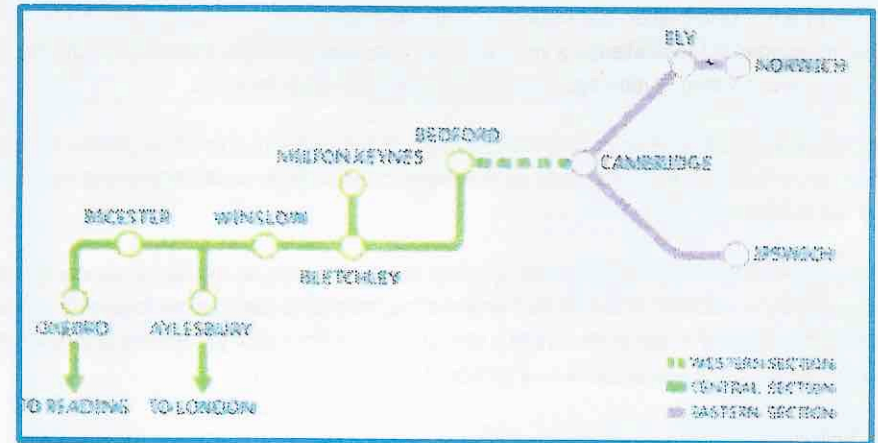 ELY
NORWICH
BEDFORD
MILTON KEYNES
CAMBRIDGE
BICESTER
WINSLOW
BLETCHLEY
IPSWICH
OXFORD
AYLESBURY
WESTERN SECTION
CENTRAL SECTION
EASTERN SECTION
TO READING
TO LONDON